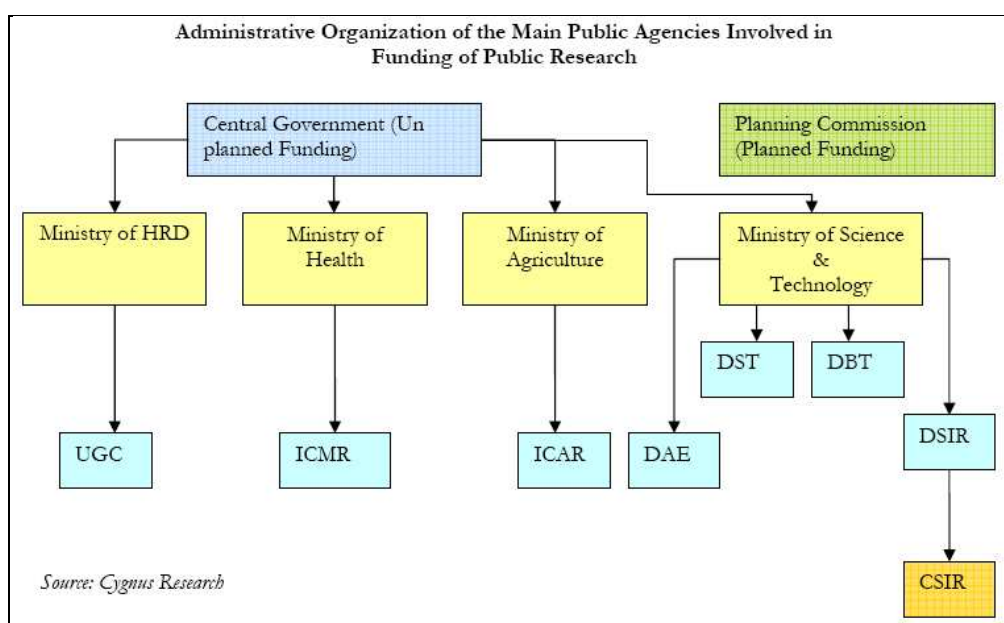 Administrative Organization of the Main Public Agencies Involved in
Funding of Public Research
Central Government (Un
planned Funding)
Planning Commission
(Planned Funding)
Ministry of HRD
Ministry of
Health
Ministry of
Agriculture
Ministry of Science
&
Technology
DST
DBT
UGC
ICMR
ICAR
DAE
DSIR
Source: Cygnus Research
CSIR